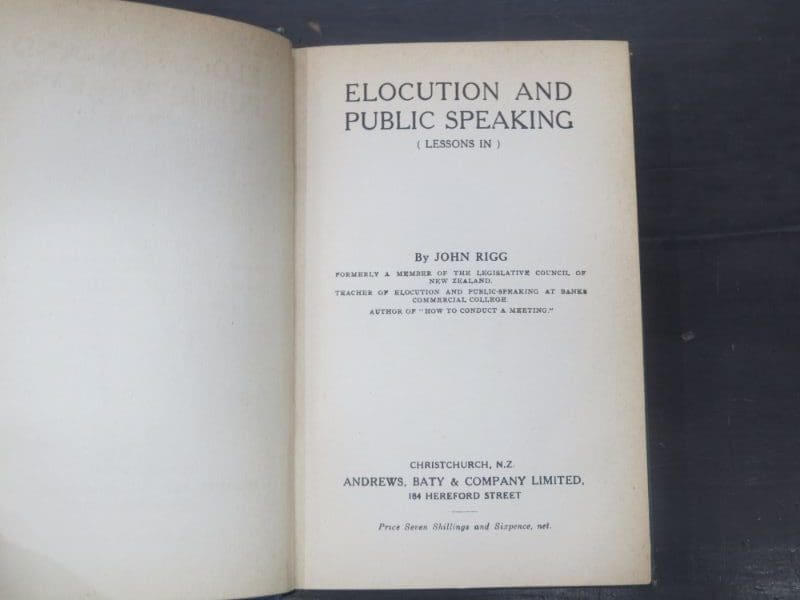 ELOCUTION AND
PUBLIC SPEAKING
( LESSONS IN )
By JOHN RIGG
FORMERLY A MEMBER OF THE LEGISLATIVE COUNCIL OF
NEW ZEALAND.
TEACHER OF ELOCUTION AND PUBLIC-SPEAKING AT BANKS
COMMERCIAL COLLEGE.
AUTHOR OF "HOW TO CONDUCT A MEETING."
CHRISTCHURCH, N.Z.
ANDREWS, BATY & COMPANY LIMITED,
184 HEREFORD STREET
Price Seven Shillings and Sixpence, net.